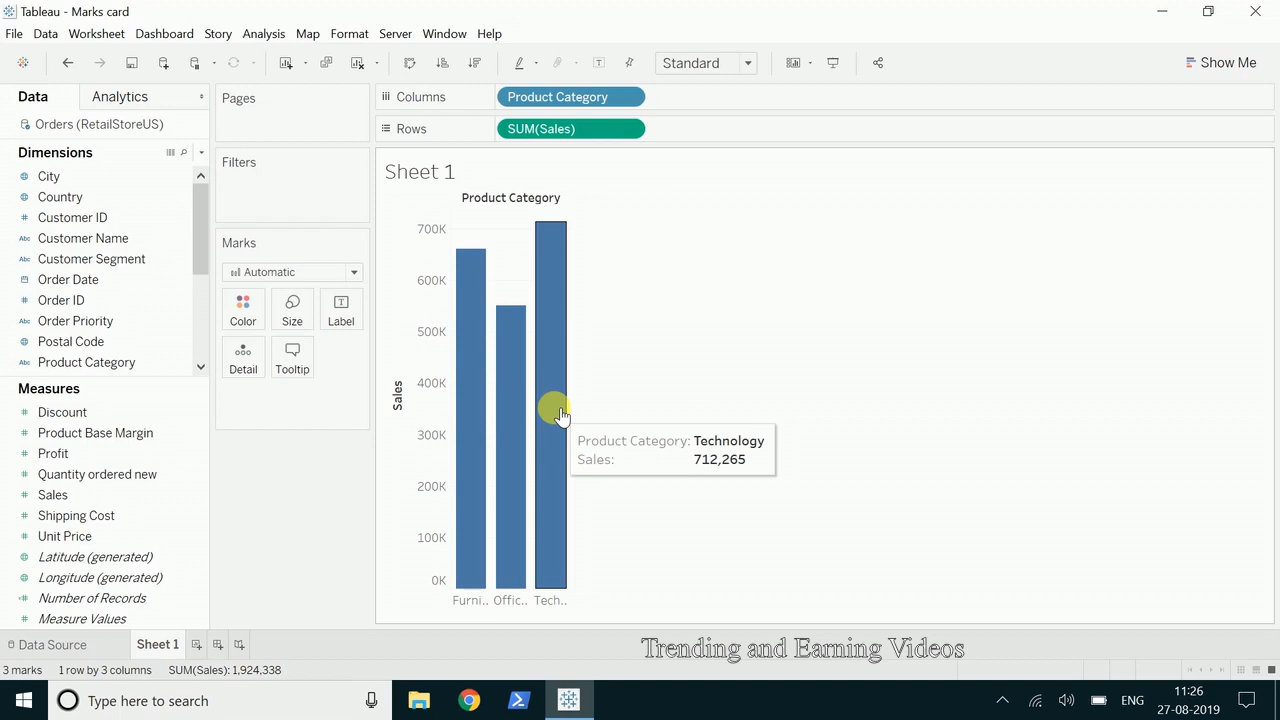 Tableau - Marks card
File Data Worksheet Dashboard Story Analysis Map Format Server Window Help
Standard
Show Me
Data Analytics
Orders (RetailStoreUS)
Dimensions
City
Country
Customer ID
Abc Customer Name
Abc Customer Segment
Order Date
Order ID
Abc Order Priority
Postal Code
Abc Product Category
Measures
Discount
Product Base Margin
Profit
Quantity ordered new
Sales
Shipping Cost
Unit Price
Latitude (generated)
Longitude (generated)
Number of Records
Measure Values
Pages
Filters
Marks
Automatic
Color Size T Label
Detail Tooltip
Columns Product Category
Rows SUM(Sales)
Sheet 1
Product Category
700K
600K
500K
400K
300K
200K
100K
0K
Sales
Furni.. Offic.. Tech..
Product Category: Technology
Sales: 712,265
Data Source Sheet 1
Trending and Earning Videos
3 marks 1 row by 3 columns SUM(Sales): 1,924,338
Type here to search
ENG
11:26
27-08-2019